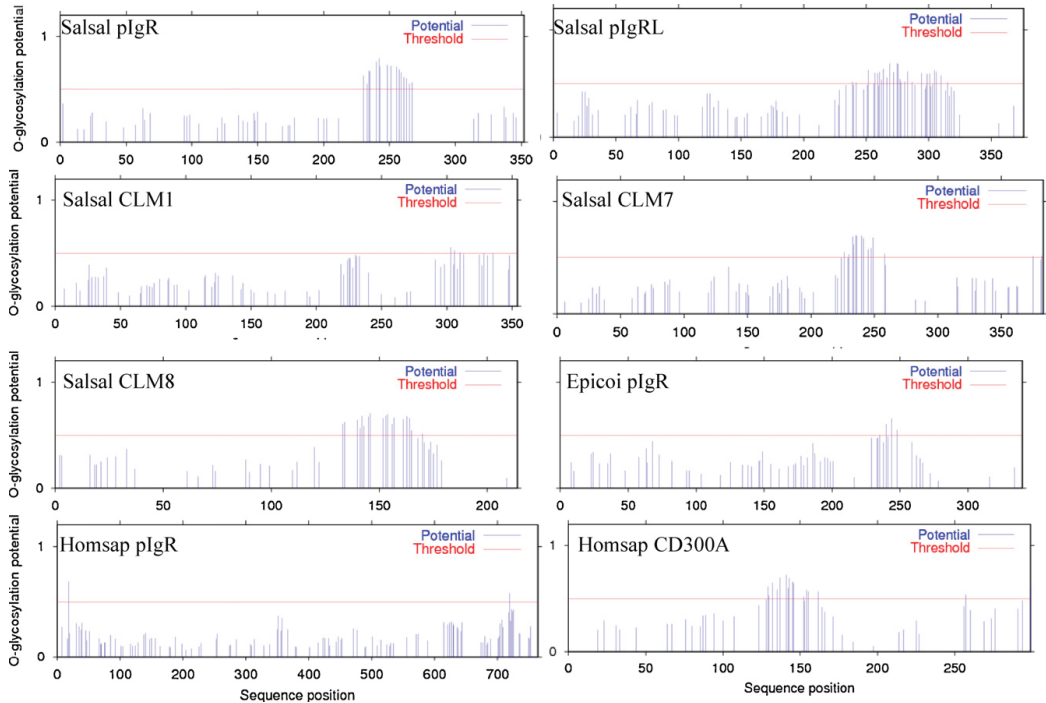 Salsal pIgR
Potential
Threshold
O-glycosylation potential
1
0
0 50 100 150 200 250 300 350
Salsal pIgRL
Potential
Threshold
0 50 100 150 200 250 300 350
Salsal CLM1
Potential
Threshold
O-glycosylation potential
1
0
0 50 100 150 200 250 300 350
Salsal CLM7
Potential
Threshold
0 50 100 150 200 250 300 350
Salsal CLM8
Potential
Threshold
O-glycosylation potential
1
0
0 50 100 150 200
Epicoi pIgR
Potential
Threshold
0 50 100 150 200 250 300
Homsap pIgR
Potential
Threshold
O-glycosylation potential
1
0
0 100 200 300 400 500 600 700
Sequence position
Homsap CD300A
Potential
Threshold
1
0
0 50 100 150 200 250
Sequence position